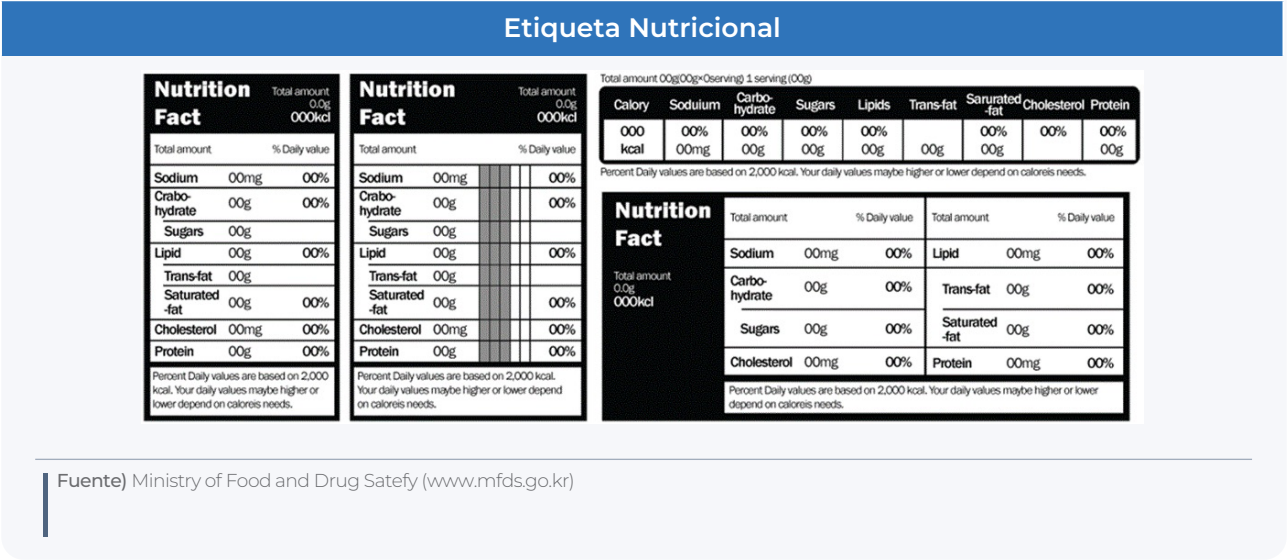 Etiqueta Nutricional
Nutrition Fact
Total amount
0.0g
000kcl
Total amount % Daily value
Sodium 00mg 00%
Crabo-
hydrate 00g 00%
Sugars 00g
Lipid 00g 00%
Trans-fat 00g
Saturated
-fat 00g 00%
Cholesterol 00mg 00%
Protein 00g 00%
Percent Daily values are based on 2,000
kcal. Your daily values maybe higher or
lower depend on caloreis needs.
Nutrition Fact
Total amount
0.0g
000kcl
Total amount % Daily value
Sodium 00mg 00%
Crabo-
hydrate 00g 00%
Sugars 00g
Lipid 00g 00%
Trans-fat 00g
Saturated
-fat 00g 00%
Cholesterol 00mg 00%
Protein 00g 00%
Percent Daily values are based on 2,000 kcal.
Your daily values maybe higher or lower depend
on caloreis needs.
Total amount 00g(00g×0serving) 1 serving (00g)
Calory Soduium Carbo-hydrate Sugars Lipids Trans-fat Sarurated-fat Cholesterol Protein
000 00% 00% 00% 00% 00% 00% 00%
kcal 00mg 00g 00g 00g 00g 00g 00g
Percent Daily values are based on 2,000 kcal. Your daily values maybe higher or lower depend on caloreis needs.
Nutrition
Fact
Total amount
0.0g
000kcl
Total amount % Daily value Total amount % Daily value
Sodium 00mg 00% Lipid 00mg 00%
Carbo-
hydrate 00g 00% Trans-fat 00g 00%
Sugars 00g 00% Saturated
-fat 00g 00%
Cholesterol 00mg 00% Protein 00mg 00%
Percent Daily values are based on 2,000 kcal. Your daily values maybe higher or lower
depend on caloreis needs.
Fuente) Ministry of Food and Drug Satefy (www.mfds.go.kr)